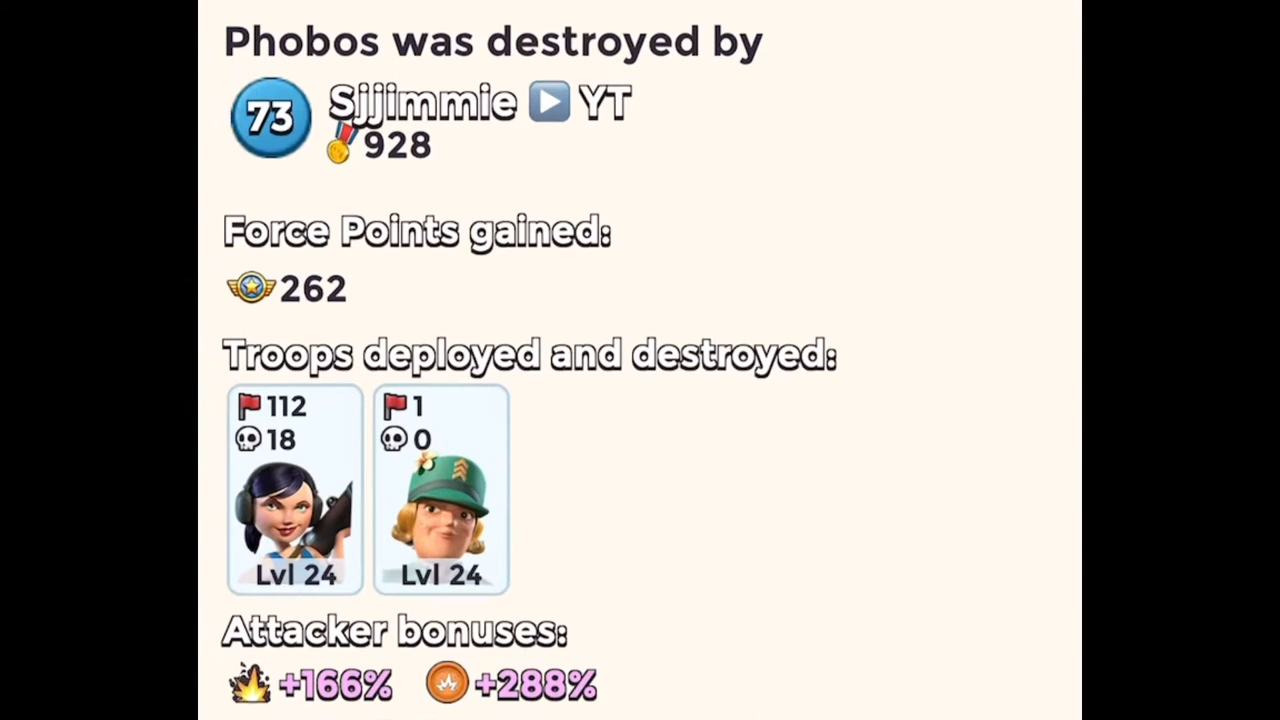 Phobos was destroyed by
73 Sjjjimmie ▶ YT
928
Force Points gained:
262
Troops deployed and destroyed:
112 1
18 0
Lvl 24 Lvl 24
Attacker bonuses:
+166% +288%